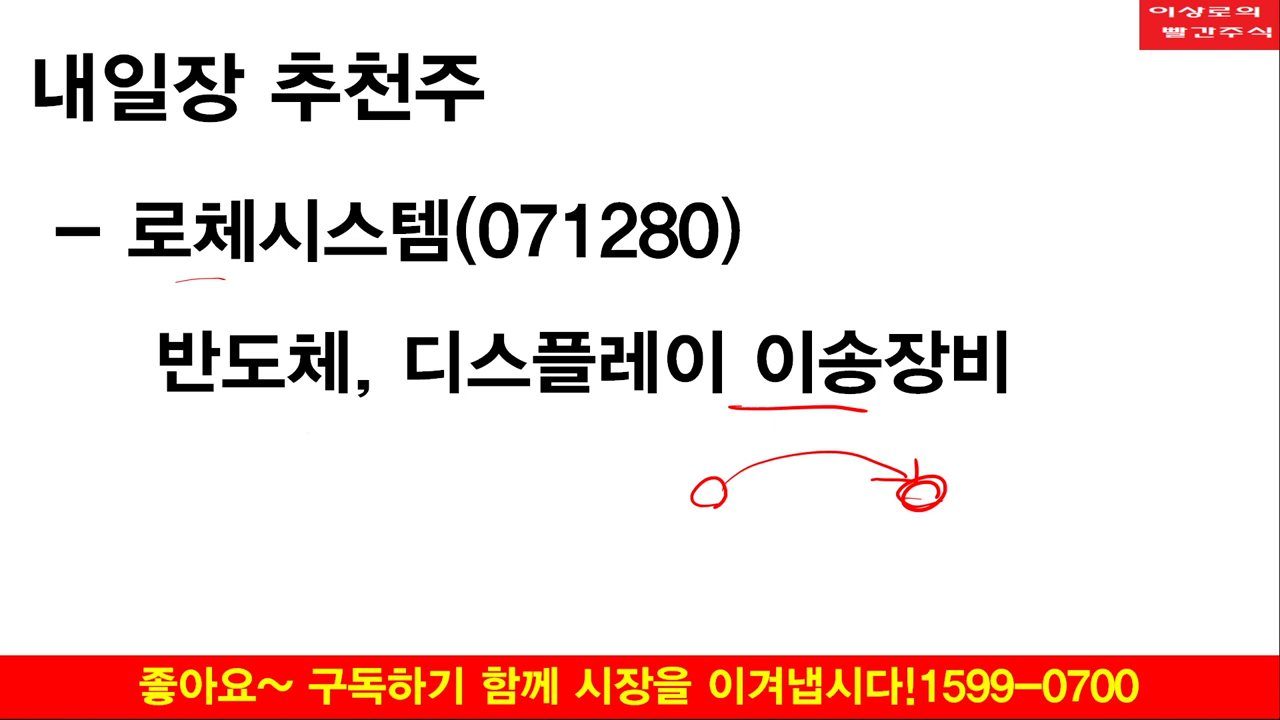 이상로의
빨간주식
내일장 추천주
- 로체시스템(071280)
반도체, 디스플레이 이송장비
좋아요~ 구독하기 함께 시장을 이겨냅시다!1599-0700